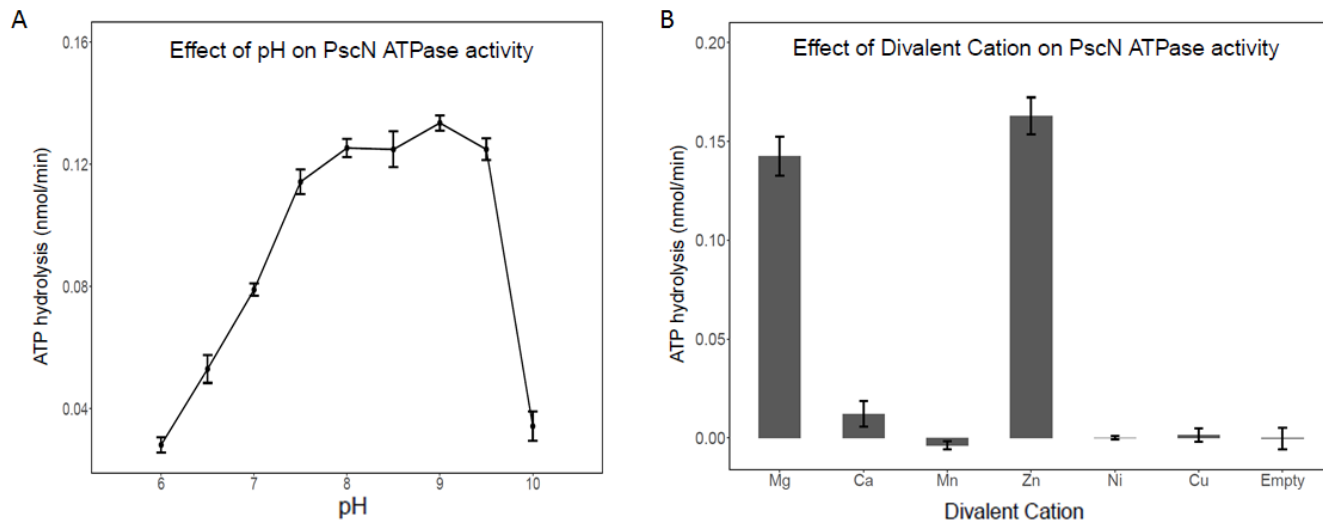 A
Effect of pH on PscN ATPase activity
ATP hydrolysis (nmol/min)
0.16
0.12
0.08
0.04
6 7 8 9 10
pH
B
Effect of Divalent Cation on PscN ATPase activity
ATP hydrolysis (nmol/min)
0.20
0.15
0.10
0.05
0.00
Mg Ca Mn Zn Ni Cu Empty
Divalent Cation